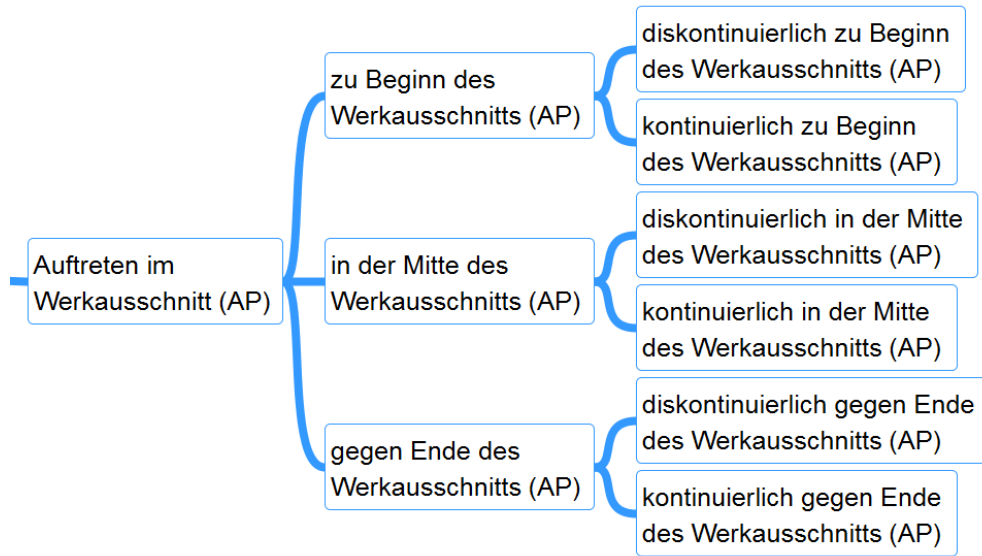 Auftreten im
Werkausschnitt (AP)
zu Beginn des
Werkausschnitts (AP)
diskontinuierlich zu Beginn
des Werkausschnitts (AP)
kontinuierlich zu Beginn
des Werkausschnitts (AP)
in der Mitte des
Werkausschnitts (AP)
diskontinuierlich in der Mitte
des Werkausschnitts (AP)
kontinuierlich in der Mitte
des Werkausschnitts (AP)
gegen Ende des
Werkausschnitts (AP)
diskontinuierlich gegen Ende
des Werkausschnitts (AP)
kontinuierlich gegen Ende
des Werkausschnitts (AP)